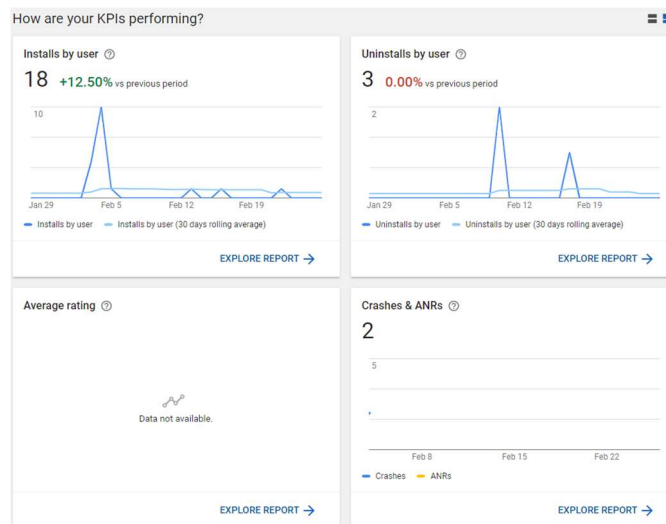 How are your KPIs performing?
Installs by user
18 +12.50% vs previous period
10
Jan 29 Feb 5 Feb 12 Feb 19
Installs by user Installs by user (30 days rolling average)
EXPLORE REPORT
Uninstalls by user
3 0.00% vs previous period
2
Jan 29 Feb 5 Feb 12 Feb 19
Uninstalls by user Uninstalls by user (30 days rolling average)
EXPLORE REPORT
Average rating
Data not available.
EXPLORE REPORT
Crashes & ANRs
2
5
Feb 8 Feb 15 Feb 22
Crashes ANRs
EXPLORE REPORT